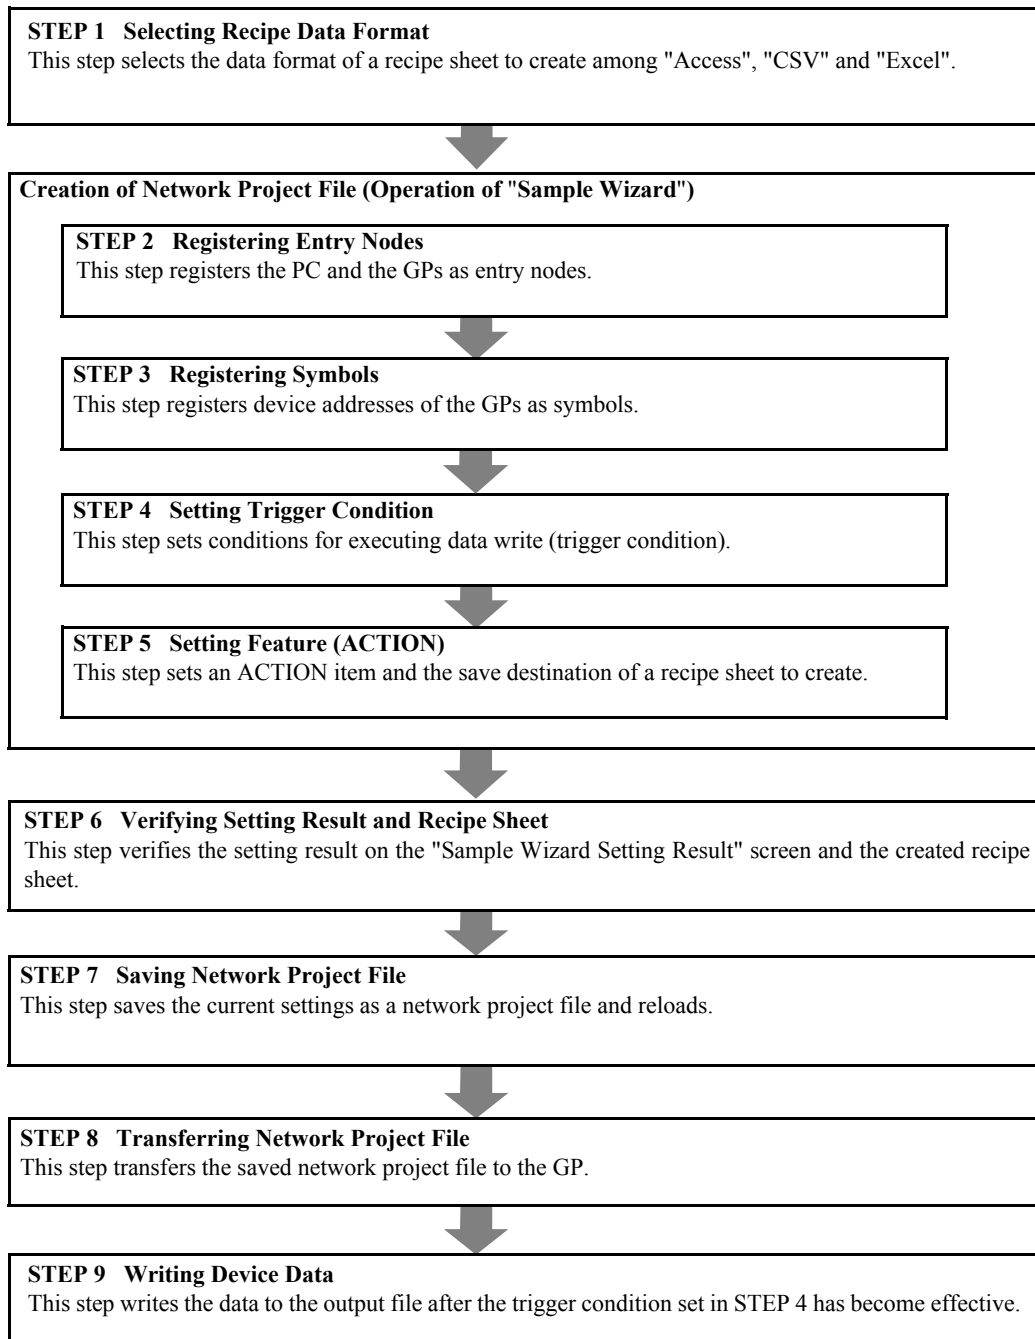 STEP 1   Selecting Recipe Data Format
This step selects the data format of a recipe sheet to create among "Access", "CSV" and "Excel".
Creation of Network Project File (Operation of "Sample Wizard")
STEP 2   Registering Entry Nodes
This step registers the PC and the GPs as entry nodes.
STEP 3   Registering Symbols
This step registers device addresses of the GPs as symbols.
STEP 4   Setting Trigger Condition
This step sets conditions for executing data write (trigger condition).
STEP 5   Setting Feature (ACTION)
This step sets an ACTION item and the save destination of a recipe sheet to create.
STEP 6   Verifying Setting Result and Recipe Sheet
This step verifies the setting result on the "Sample Wizard Setting Result" screen and the created recipe
sheet.
STEP 7   Saving Network Project File
This step saves the current settings as a network project file and reloads.
STEP 8   Transferring Network Project File
This step transfers the saved network project file to the GP.
STEP 9   Writing Device Data
This step writes the data to the output file after the trigger condition set in STEP 4 has become effective.